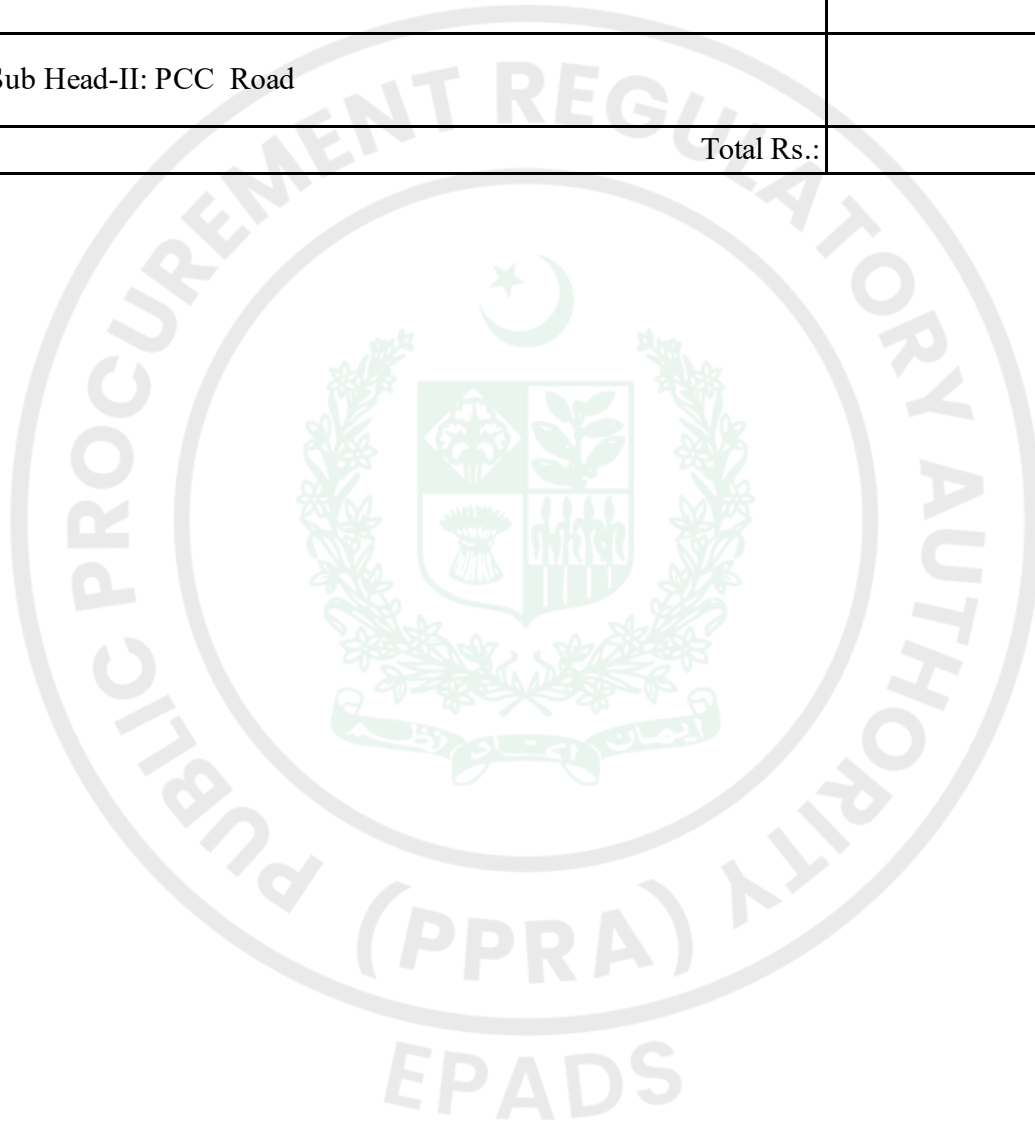 Sub Head-II: PCC Road
Total Rs.:
PUBLIC PROCUREMENT REGULATORY AUTHORITY
(PPRA)
EPADS